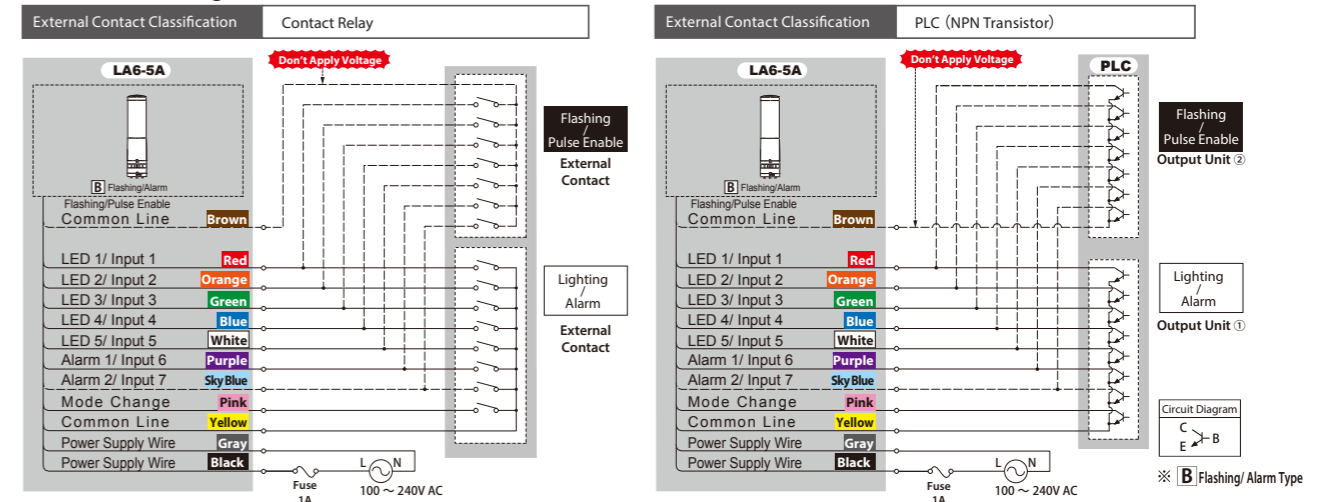 External Contact Classification
Contact Relay
Don't Apply Voltage
LA6-5A
B Flashing/Alarm
Flashing/Pulse Enable
Common Line Brown
LED 1/ Input 1 Red
LED 2/ Input 2 Orange
LED 3/ Input 3 Green
LED 4/ Input 4 Blue
LED 5/ Input 5 White
Alarm 1/ Input 6 Purple
Alarm 2/ Input 7 Sky Blue
Mode Change Pink
Common Line Yellow
Power Supply Wire Gray
Power Supply Wire Black
Fuse
1A
L N
100 ～ 240V AC
Flashing
/
Pulse Enable
External
Contact
Lighting
/
Alarm
External
Contact
External Contact Classification
PLC (NPN Transistor)
Don't Apply Voltage
LA6-5A
PLC
B Flashing/Alarm
Flashing/Pulse Enable
Common Line Brown
LED 1/ Input 1 Red
LED 2/ Input 2 Orange
LED 3/ Input 3 Green
LED 4/ Input 4 Blue
LED 5/ Input 5 White
Alarm 1/ Input 6 Purple
Alarm 2/ Input 7 Sky Blue
Mode Change Pink
Common Line Yellow
Power Supply Wire Gray
Power Supply Wire Black
Fuse
1A
L N
100 ～ 240V AC
Flashing
/
Pulse Enable
Output Unit ②
Lighting
/
Alarm
Output Unit ①
Circuit Diagram
C
B
E
※ B Flashing/ Alarm Type